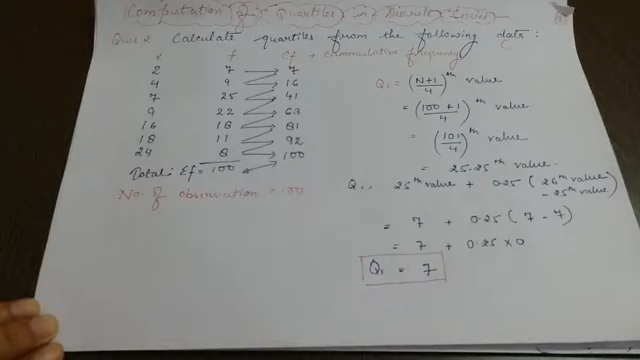 Computation of Quartiles in Discrete Series
Ques 2 Calculate quartiles from the following data:
x f Cf → Cummulative frequency
2 7 7
4 9 16
7 25 41
9 22 63
16 18 81
18 11 92
24 8 100
Total: Σf = 100
No. of observation = 100
Q₁ = (N+1/4)th value
= (100+1/4)th value
= (101/4)th value
= 25.25th value.
Q₁ = 25th value + 0.25 (26th value - 25th value)
= 7 + 0.25 (7 - 7)
= 7 + 0.25 × 0
Q₁ = 7